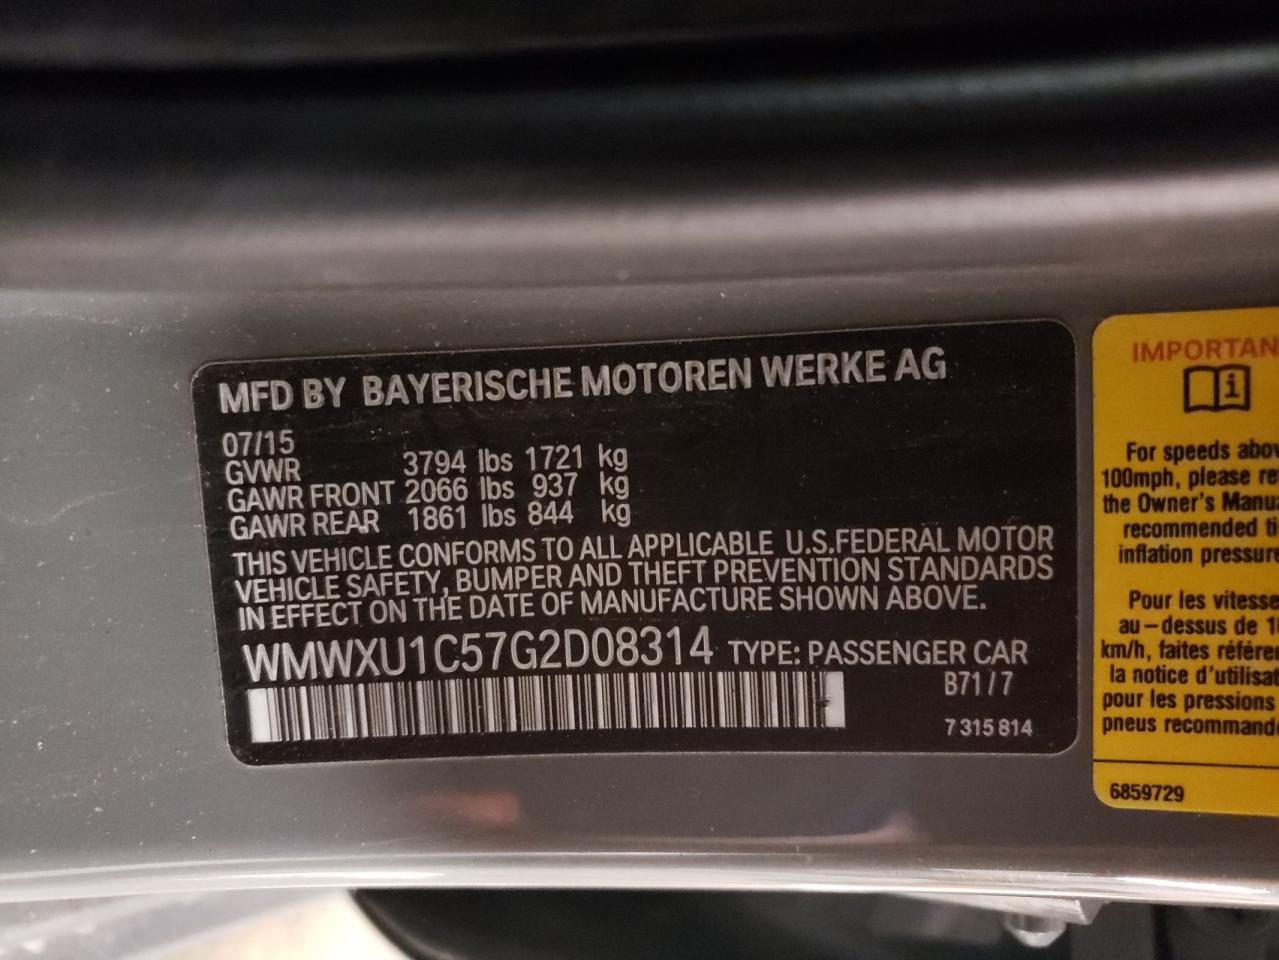 MFD BY BAYERISCHE MOTOREN WERKE AG
07/15
GVWR 3794 lbs 1721 kg
GAWR FRONT 2066 lbs 937 kg
GAWR REAR 1861 lbs 844 kg
THIS VEHICLE CONFORMS TO ALL APPLICABLE U.S.FEDERAL MOTOR
VEHICLE SAFETY, BUMPER AND THEFT PREVENTION STANDARDS
IN EFFECT ON THE DATE OF MANUFACTURE SHOWN ABOVE.
WMWXU1C57G2D08314 TYPE: PASSENGER CAR
B71/7
7 315 814
IMPORTAN
For speeds abov
100mph, please re
the Owner's Manu
recommended ti
inflation pressure
Pour les vitesse
au-dessus de 1
km/h, faites référe
la notice d'utilisat
pour les pressions
pneus recommand
6859729